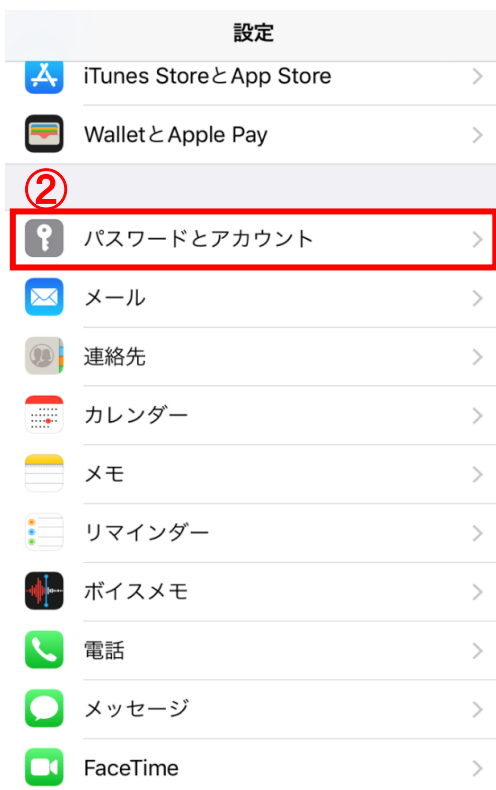 設定
iTunes StoreとApp Store
WalletとApple Pay
②
パスワードとアカウント
メール
連絡先
カレンダー
メモ
リマインダー
ボイスメモ
電話
メッセージ
FaceTime